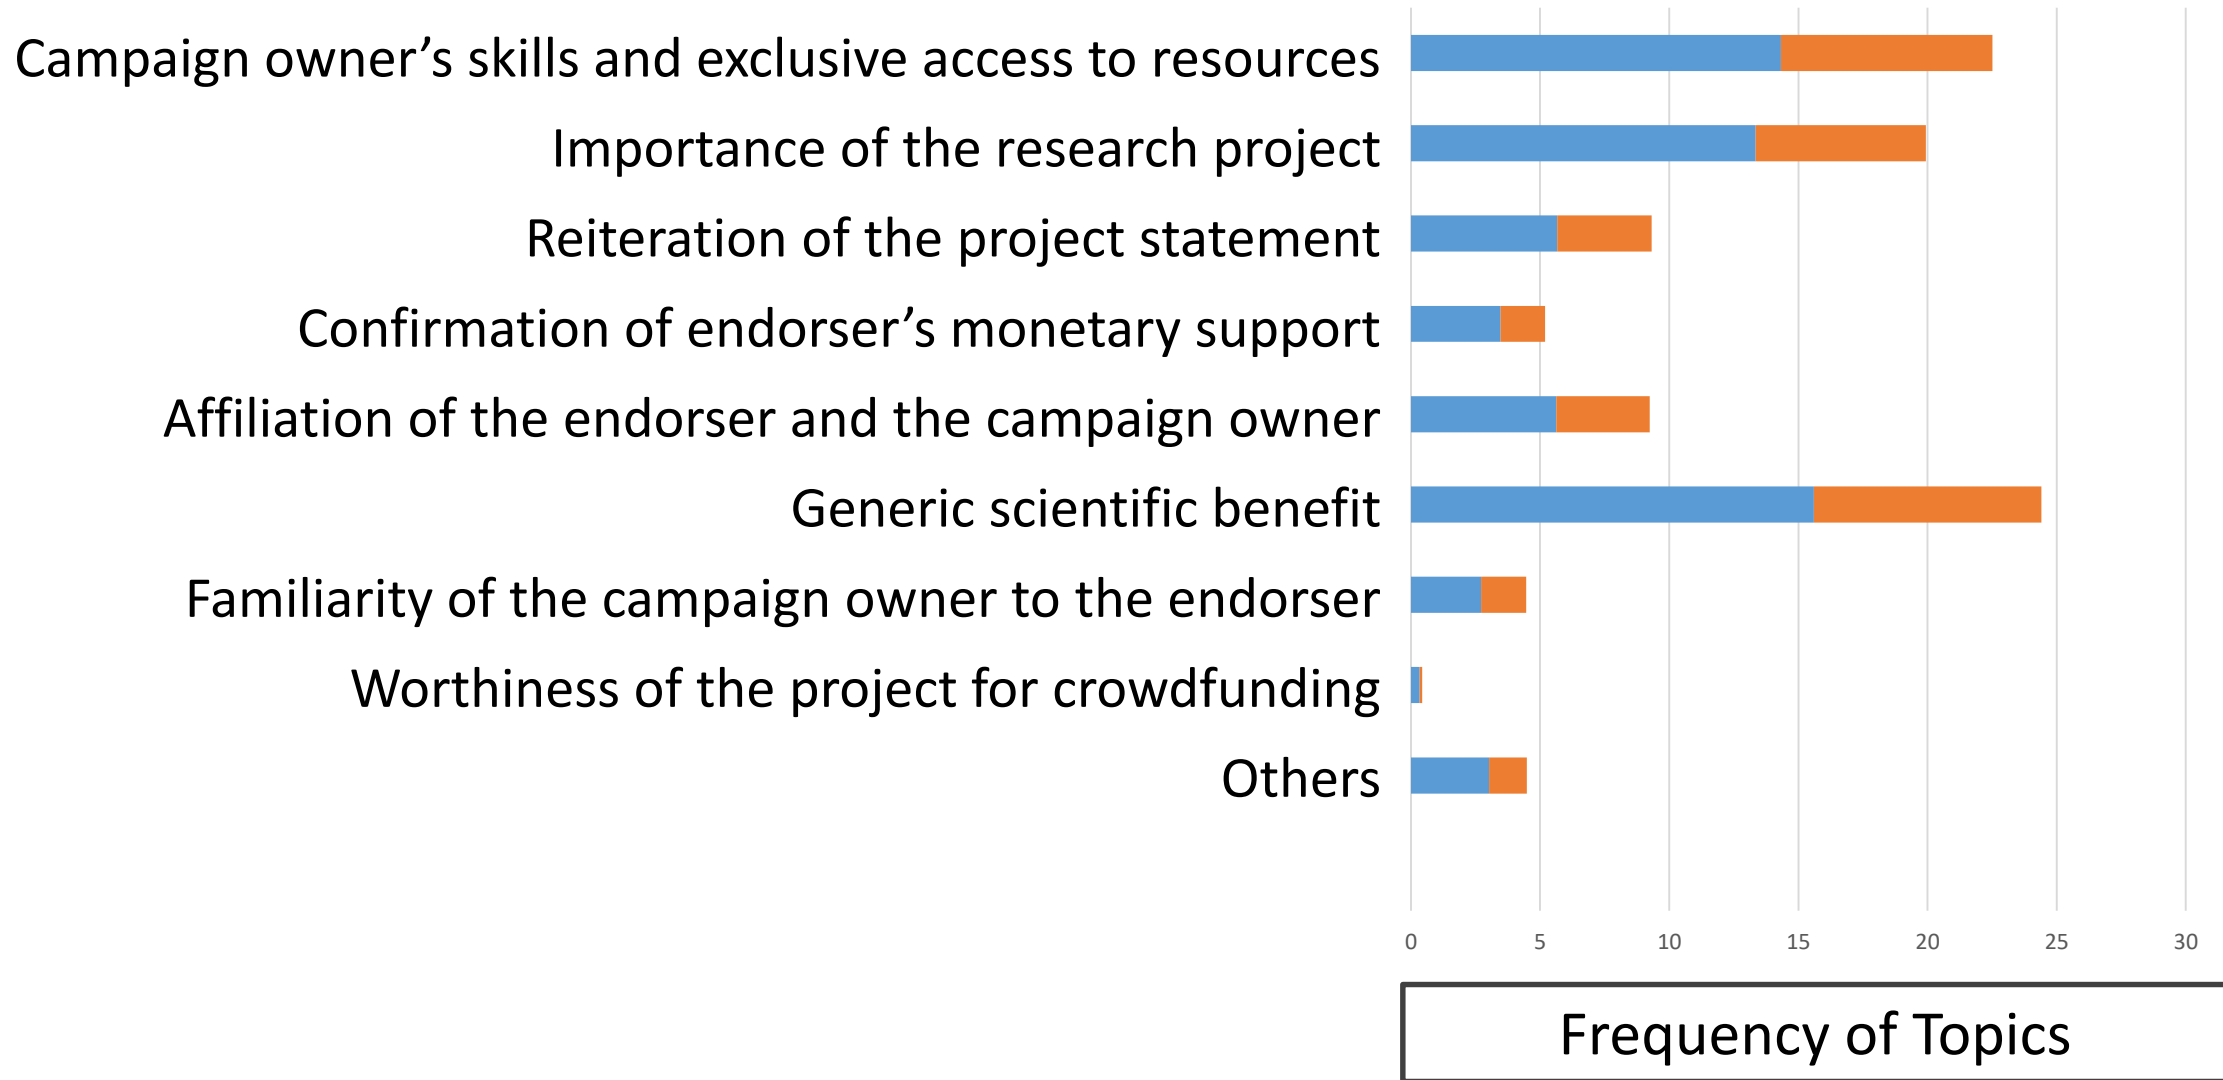 Campaign owner’s skills and exclusive access to resources
Importance of the research project
Reiteration of the project statement
Confirmation of endorser’s monetary support
Affiliation of the endorser and the campaign owner
Generic scientific benefit
Familiarity of the campaign owner to the endorser
Worthiness of the project for crowdfunding
Others
0 5 10 15 20 25 30
Frequency of Topics